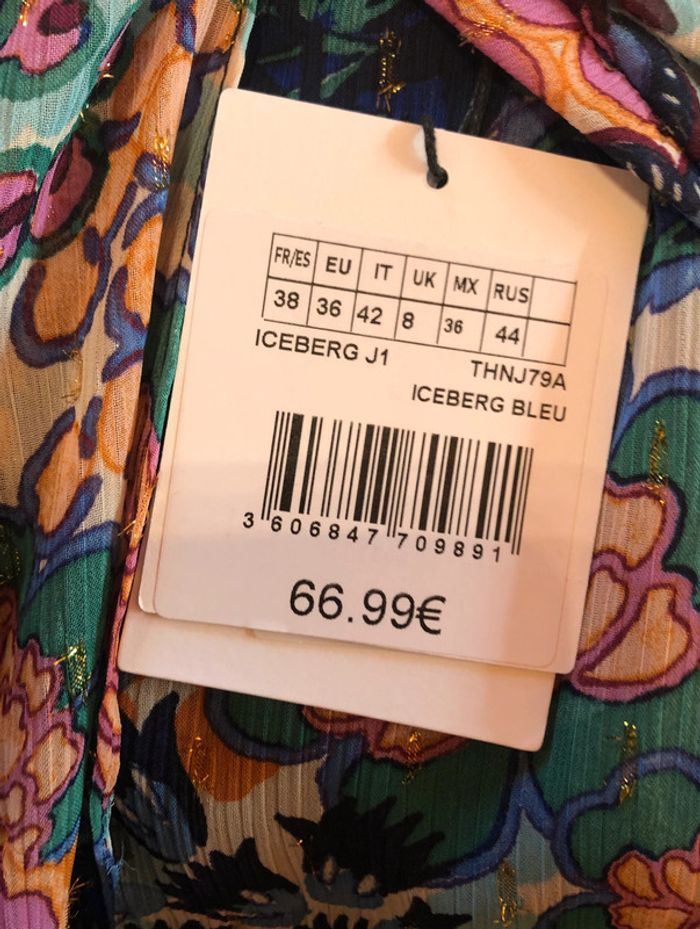 FR/ES EU IT UK MX RUS
38 36 42 8 36 44
ICEBERG J1 THNJ79A
ICEBERG BLEU
3 606847 709891
66.99€